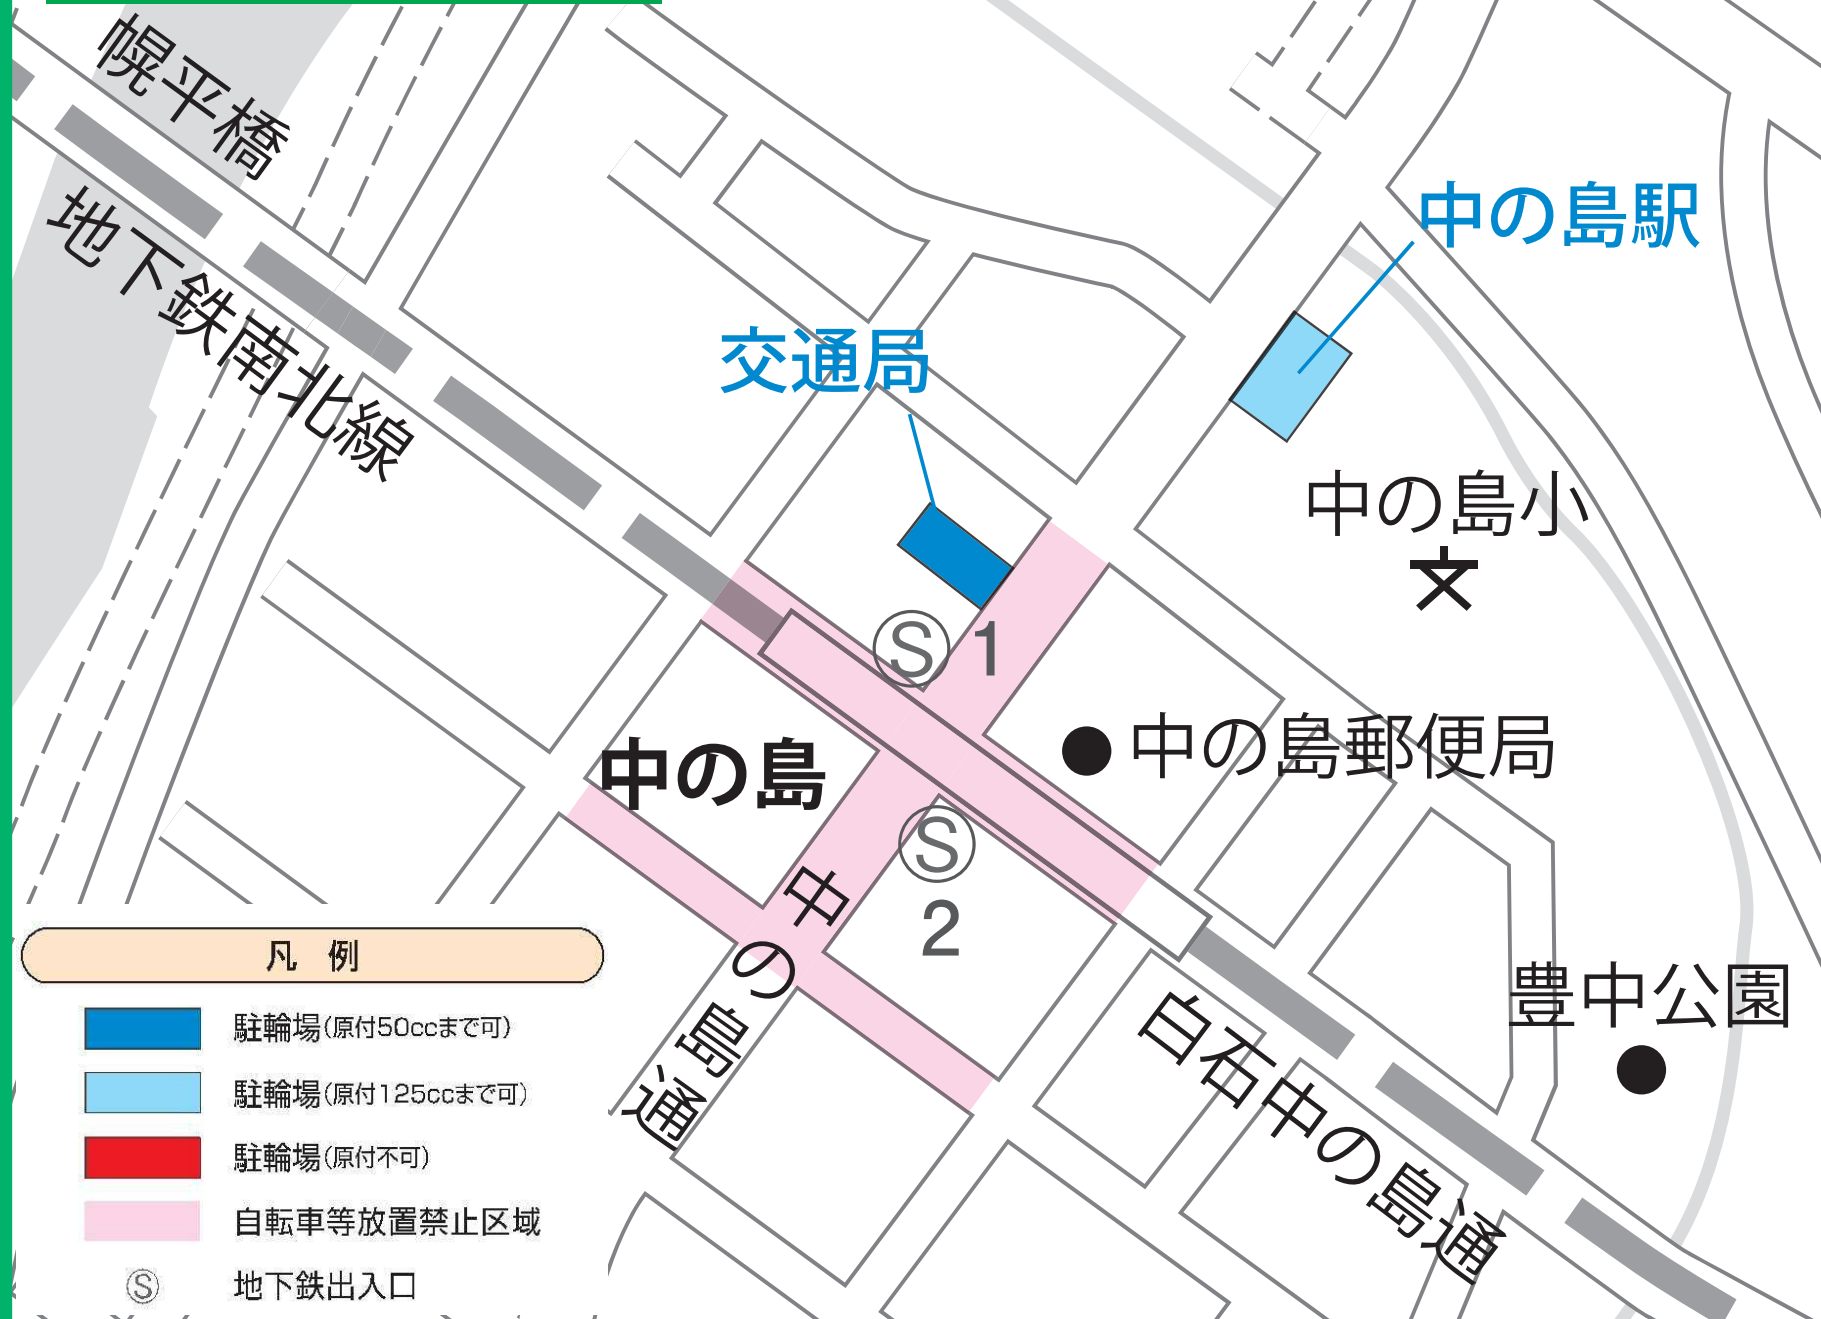 幌平橋
地下鉄南北線
中の島駅
交通局
中の島小
Ⓢ 1
中の島郵便局
中の島
Ⓢ
2
中の島通
豊中公園
白石中の島通
凡 例
駐輪場(原付50ccまで可)
駐輪場(原付125ccまで可)
駐輪場(原付不可)
自転車等放置禁止区域
Ⓢ 地下鉄出入口